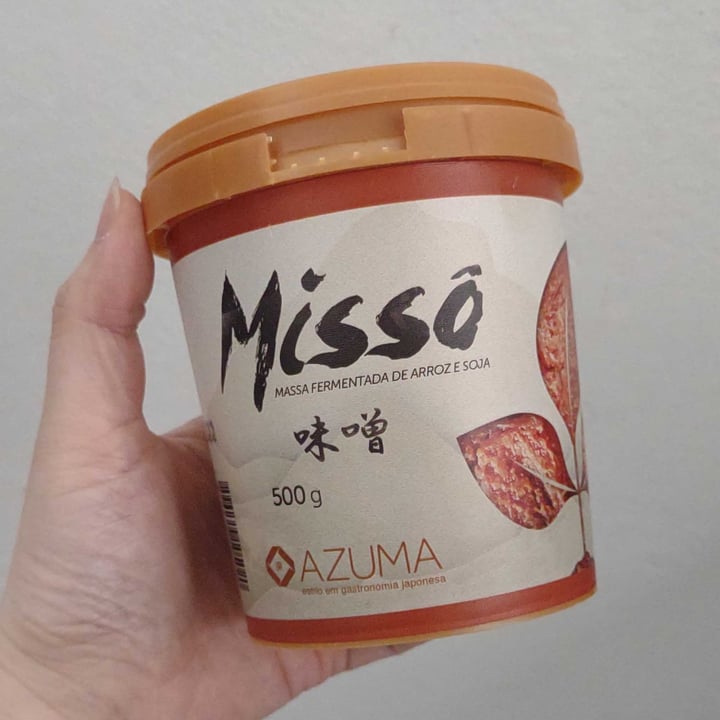 Missô
MASSA FERMENTADA DE ARROZ E SOJA
味噌
500 g
AZUMA
estilo em gastronomia japonesa